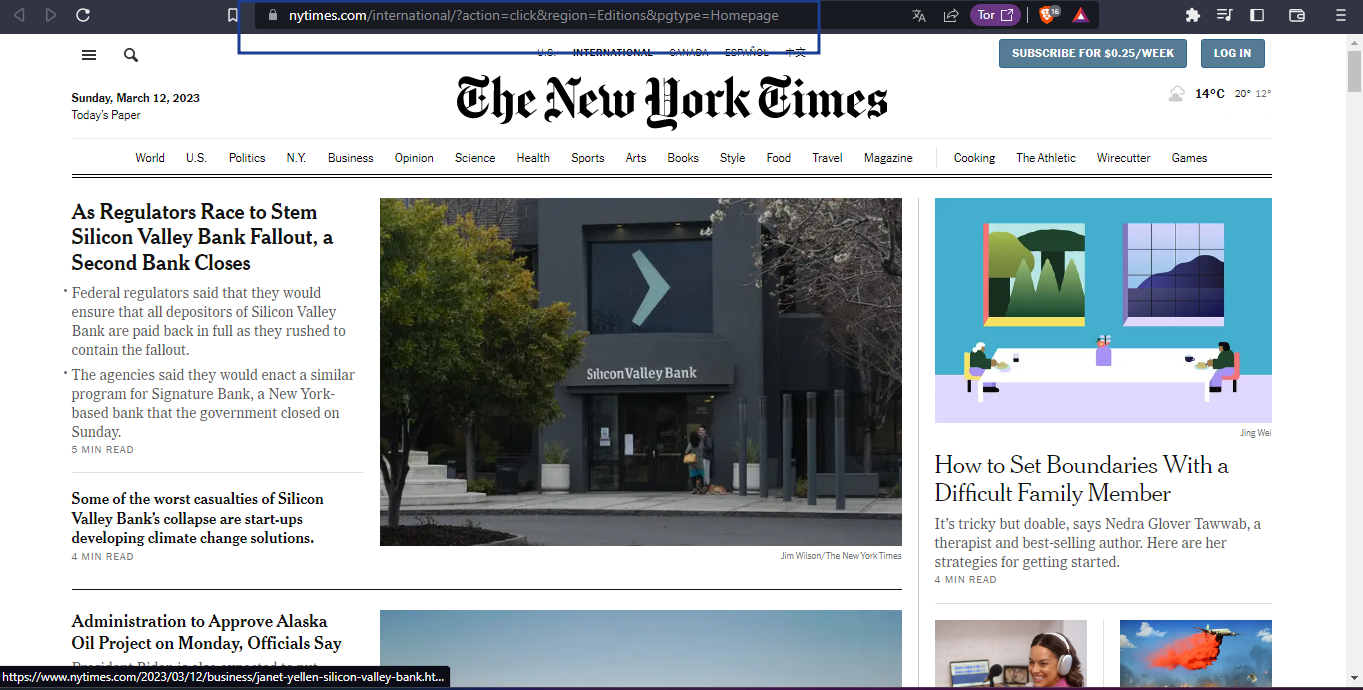 nytimes.com/international/?action=click&region=Editions&pgtype=Homepage
Tor
16
U.S. INTERNATIONAL CANADA ESPAÑOL 中文
SUBSCRIBE FOR $0.25/WEEK
LOG IN
The New York Times
Sunday, March 12, 2023
Today's Paper
14°C 20° 12°
World U.S. Politics N.Y. Business Opinion Science Health Sports Arts Books Style Food Travel Magazine Cooking The Athletic Wirecutter Games
As Regulators Race to Stem
Silicon Valley Bank Fallout, a
Second Bank Closes
Federal regulators said that they would
ensure that all depositors of Silicon Valley
Bank are paid back in full as they rushed to
contain the fallout.
The agencies said they would enact a similar
program for Signature Bank, a New York-
based bank that the government closed on
Sunday.
5 MIN READ
Some of the worst casualties of Silicon
Valley Bank's collapse are start-ups
developing climate change solutions.
4 MIN READ
Silicon Valley Bank
Jim Wilson/The New York Times
Jing Wei
How to Set Boundaries With a
Difficult Family Member
It's tricky but doable, says Nedra Glover Tawwab, a
therapist and best-selling author. Here are her
strategies for getting started.
4 MIN READ
Administration to Approve Alaska
Oil Project on Monday, Officials Say
https://www.nytimes.com/2023/03/12/business/janet-yellen-silicon-valley-bank.ht...